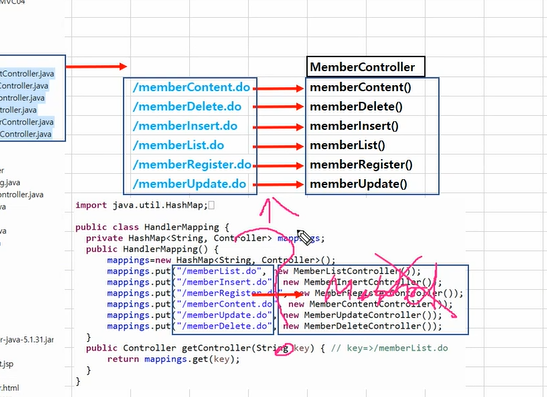 MVC04
tController.java
Controller.java
ontroller.java
troller.java
erController.java
Controller.java
er
g.java
ontroller.java
va
.java
r-java-5.1.31.jar
t.jsp
r.html
MemberController
/memberContent.do memberContent()
/memberDelete.do memberDelete()
/memberInsert.do memberInsert()
/memberList.do memberList()
/memberRegister.do memberRegister()
/memberUpdate.do memberUpdate()
import java.util.HashMap;
public class HandlerMapping {
private HashMap<String, Controller> mappings;
public HandlerMapping() {
mappings=new HashMap<String, Controller>();
mappings.put("/memberList.do", new MemberListController());
mappings.put("/memberInsert.do", new MemberInsertController());
mappings.put("/memberRegister.do", new MemberRegisterController());
mappings.put("/memberContent.do", new MemberContentController());
mappings.put("/memberUpdate.do", new MemberUpdateController());
mappings.put("/memberDelete.do", new MemberDeleteController());
}
public Controller getController(String key) { // key=>/memberList.do
return mappings.get(key);
}
}